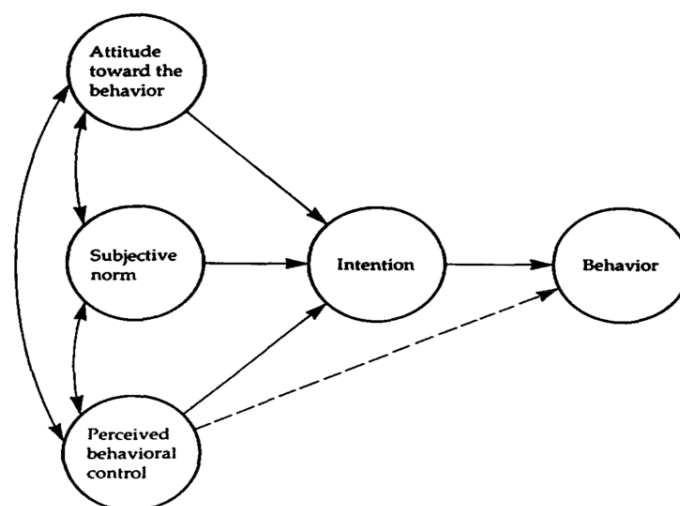 Attitude
toward the
behavior
Subjective
norm
Intention
Behavior
Perceived
behavioral
control